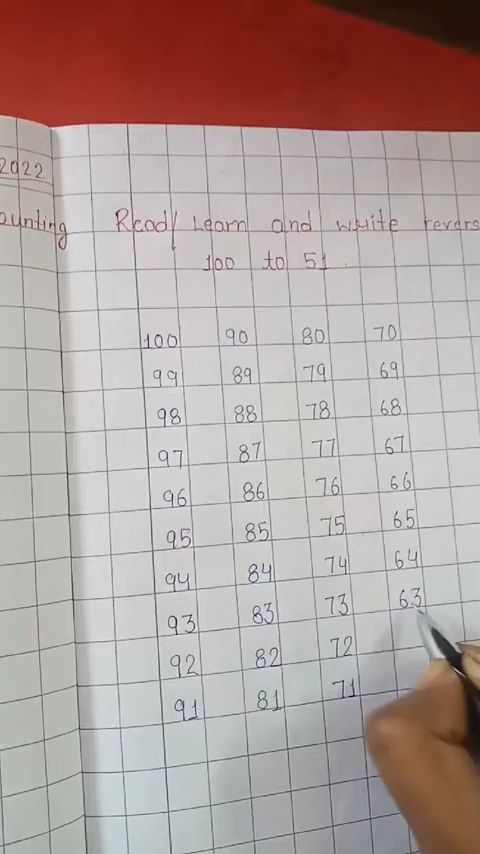 2022
ounting
Read/ Learn and write revers
100 to 51.
100 90 80 70
99 89 79 69
98 88 78 68
97 87 77 67
96 86 76 66
95 85 75 65
94 84 74 64
93 83 73 63
92 82 72
91 81 71